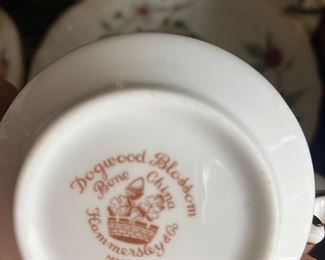 Dogwood Blossom
Bone China
Hammersley & Co